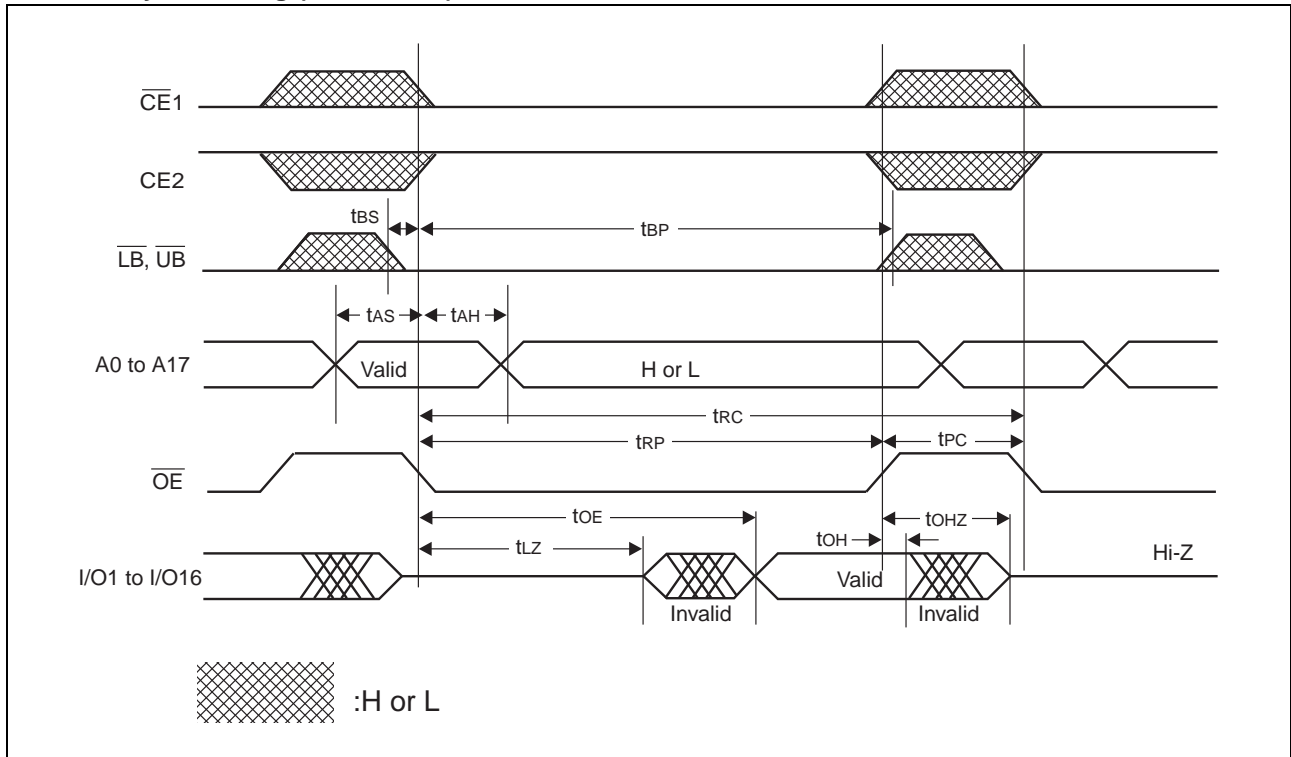 CE1
CE2
tBS
tBP
LB, UB
tAS
tAH
A0 to A17
Valid
H or L
tRC
tRP
tPC
OE
tOE
tOHZ
tLZ
tOH
Hi-Z
I/O1 to I/O16
Valid
Invalid
Invalid
:H or L